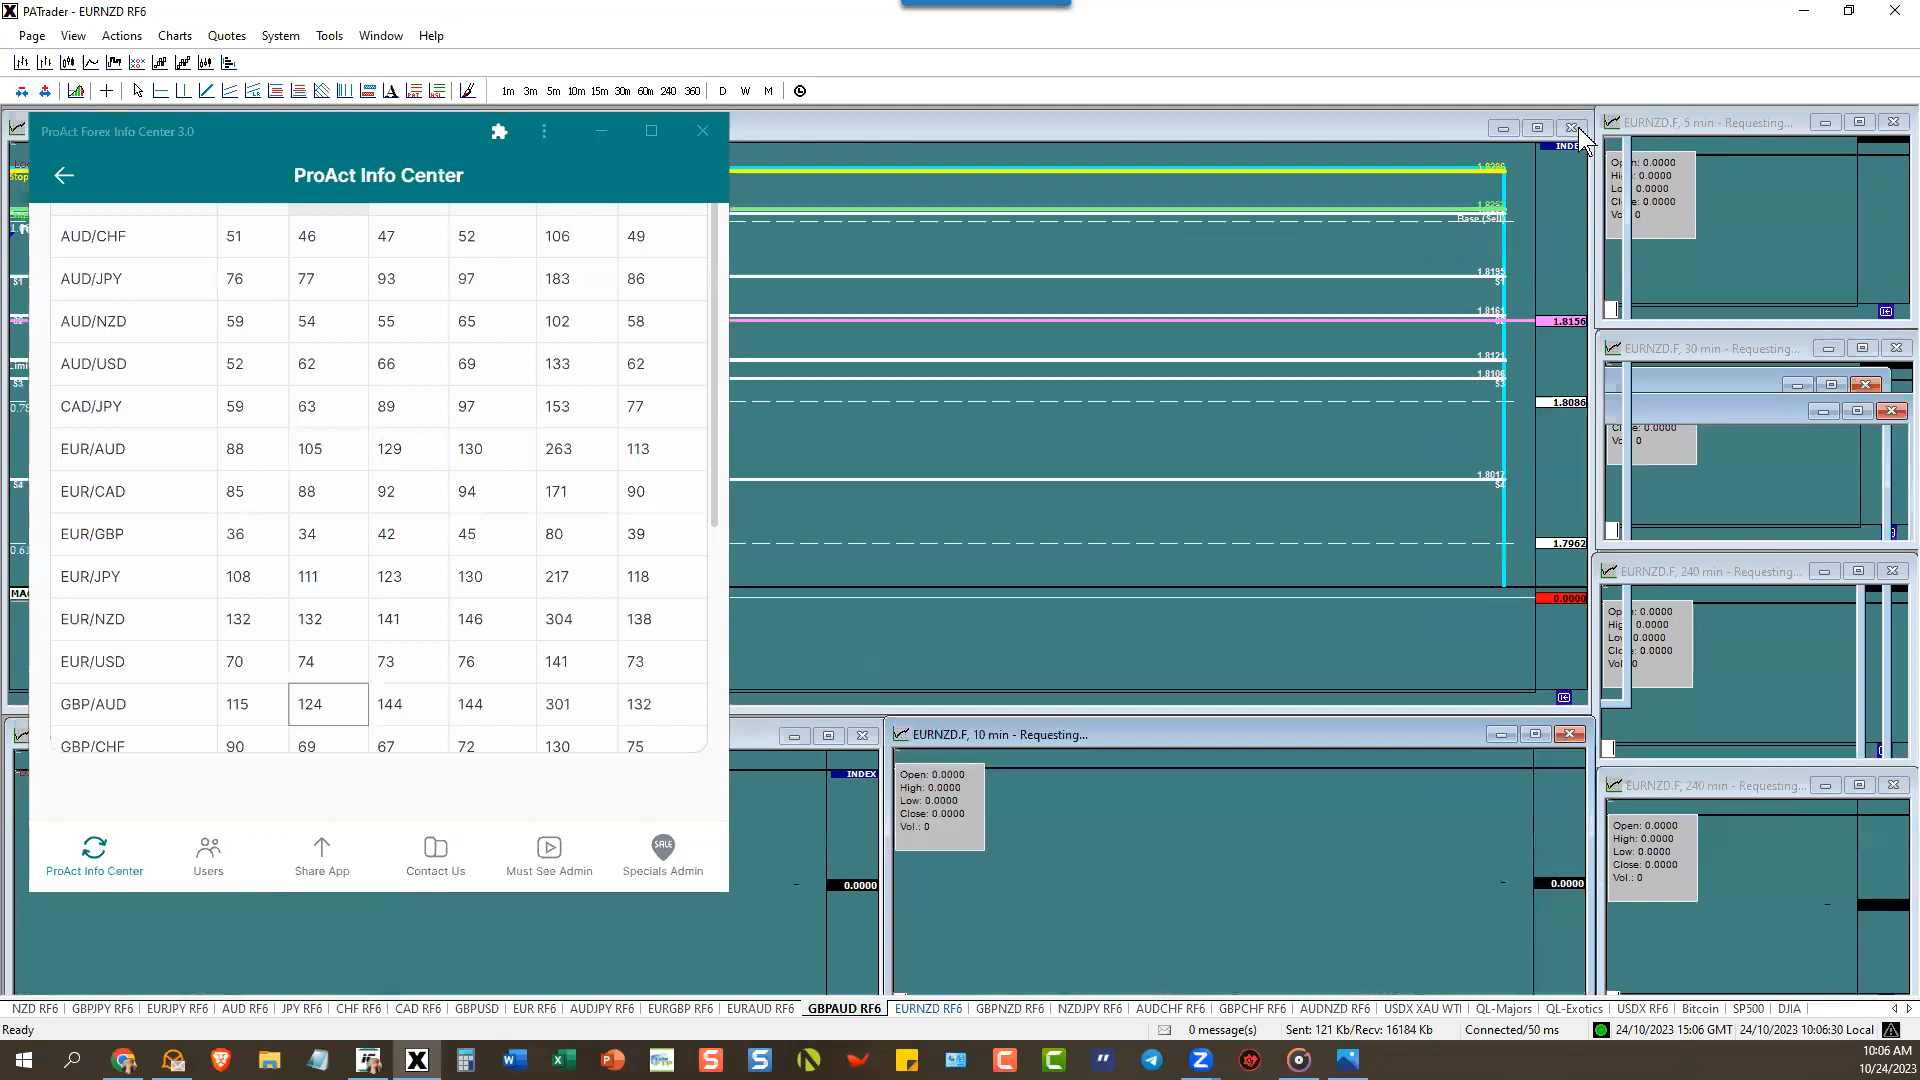 PATrader - EURNZD RF6
Page View Actions Charts Quotes System Tools Window Help
1m 3m 5m 10m 15m 30m 60m 240 360 D W M
ProAct Forex Info Center 3.0
ProAct Info Center
AUD/CHF 51 46 47 52 106 49
AUD/JPY 76 77 93 97 183 86
AUD/NZD 59 54 55 65 102 58
AUD/USD 52 62 66 69 133 62
CAD/JPY 59 63 89 97 153 77
EUR/AUD 88 105 129 130 263 113
EUR/CAD 85 88 92 94 171 90
EUR/GBP 36 34 42 45 80 39
EUR/JPY 108 111 123 130 217 118
EUR/NZD 132 132 141 146 304 138
EUR/USD 70 74 73 76 141 73
GBP/AUD 115 124 144 144 301 132
GBP/CHF 90 69 67 72 130 75
ProAct Info Center Users Share App Contact Us Must See Admin Specials Admin
Base (Sell)
1.8195
S1
1.8161
1.8121
1.8106
S3
1.8017
S4
1.8156
1.8086
1.7962
0.0000
INDEX
0.0000
EURNZD.F, 10 min - Requesting...
Open: 0.0000
High: 0.0000
Low: 0.0000
Close: 0.0000
Vol.: 0
0.0000
EURNZD.F, 5 min - Requesting...
EURNZD.F, 30 min - Requesting...
EURNZD.F, 240 min - Requesting...
EURNZD.F, 240 min - Requesting...
Open: 0.0000
High: 0.0000
Low: 0.0000
Close: 0.0000
Vol.: 0
NZD RF6 GBPJPY RF6 EURJPY RF6 AUD RF6 JPY RF6 CHF RF6 CAD RF6 GBPUSD EUR RF6 AUDJPY RF6 EURGBP RF6 EURAUD RF6 GBPAUD RF6 EURNZD RF6 GBPNZD RF6 NZDJPY RF6 AUDCHF RF6 GBPCHF RF6 AUDNZD RF6 USDX XAU WTI QL-Majors QL-Exotics USDX RF6 Bitcoin SP500 DJIA
Ready 0 message(s) Sent: 121 Kb/Recv: 16184 Kb Connected/50 ms 24/10/2023 15:06 GMT 24/10/2023 10:06:30 Local
10:06 AM
10/24/2023